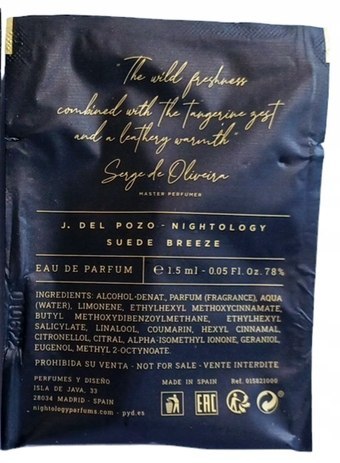 "The wild freshness
combined with the tangerine zest
and a leathery warmth"
Serge de Oliveira
MASTER PERFUMER
J. DEL POZO - NIGHTOLOGY
SUEDE BREEZE
EAU DE PARFUM
℮ 1.5 ml - 0.05 Fl. Oz. 78%
INGREDIENTS: ALCOHOL-DENAT., PARFUM (FRAGRANCE), AQUA
(WATER), LIMONENE, ETHYLHEXYL METHOXYCINNAMATE,
BUTYL METHOXYDIBENZOYLMETHANE, ETHYLHEXYL
SALICYLATE, LINALOOL, COUMARIN, HEXYL CINNAMAL,
CITRONELLOL, CITRAL, ALPHA-ISOMETHYL IONONE, GERANIOL,
EUGENOL, METHYL 2-OCTYNOATE.
PROHIBIDA SU VENTA - NOT FOR SALE - VENTE INTERDITE
PERFUMES Y DISEÑO
ISLA DE JAVA, 33
28034 MADRID - SPAIN
nightologyparfums.com - pyd.es
MADE IN SPAIN
Ref. 015821000
EAC